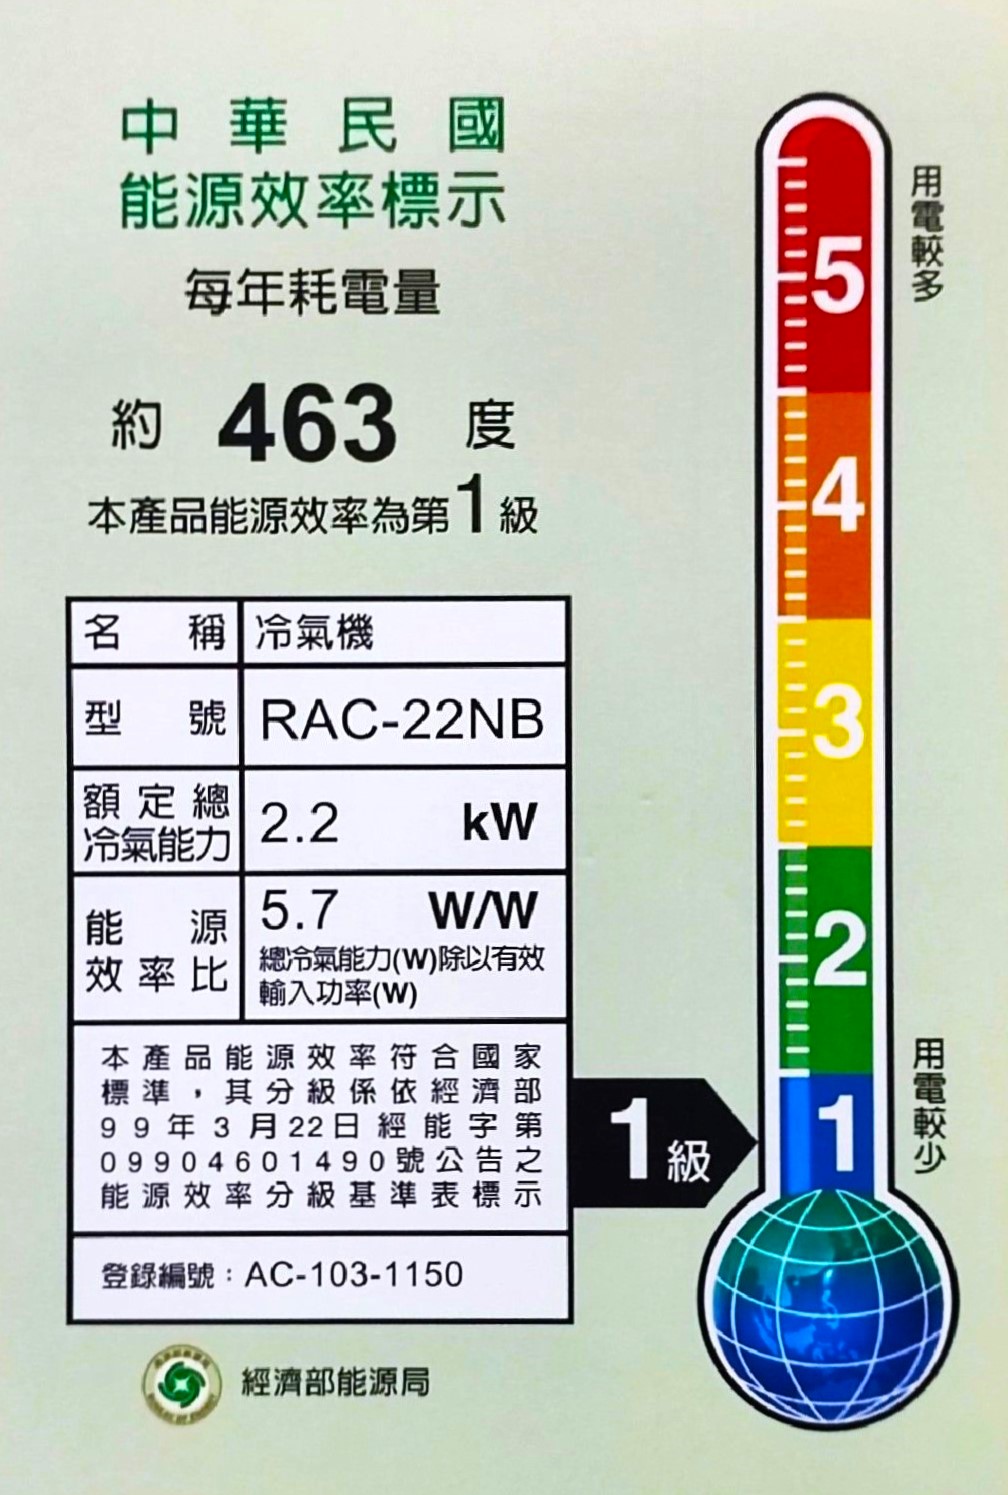 中華民國
能源效率標示
每年耗電量
約 463 度
本產品能源效率為第1級
名稱 冷氣機
型號 RAC-22NB
額定總
冷氣能力 2.2 kW
能源
效率比 5.7 W/W
總冷氣能力(W)除以有效
輸入功率(W)
本產品能源效率符合國家
標準，其分級係依經濟部
99年3月22日經能字第
09904601490號公告之
能源效率分級基準表標示
登錄編號：AC-103-1150
經濟部能源局
用電較多
5
4
3
2
1
1級
用電較少